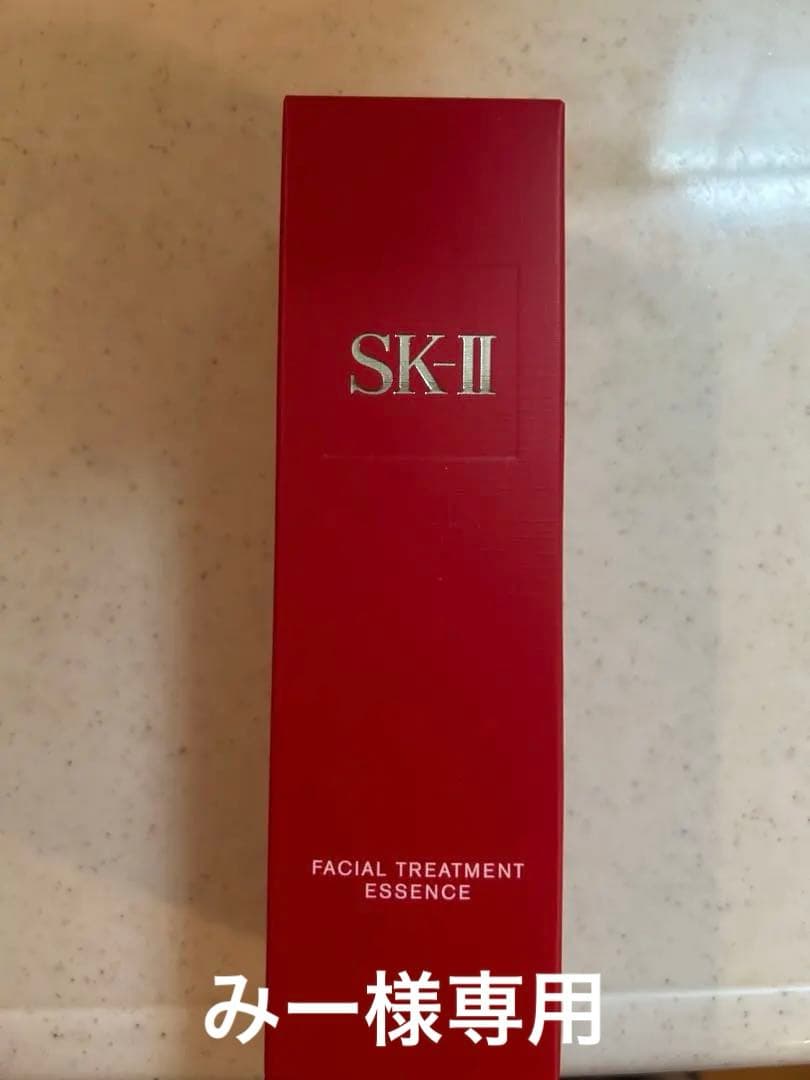 SK-II
FACIAL TREATMENT
ESSENCE
みー様専用